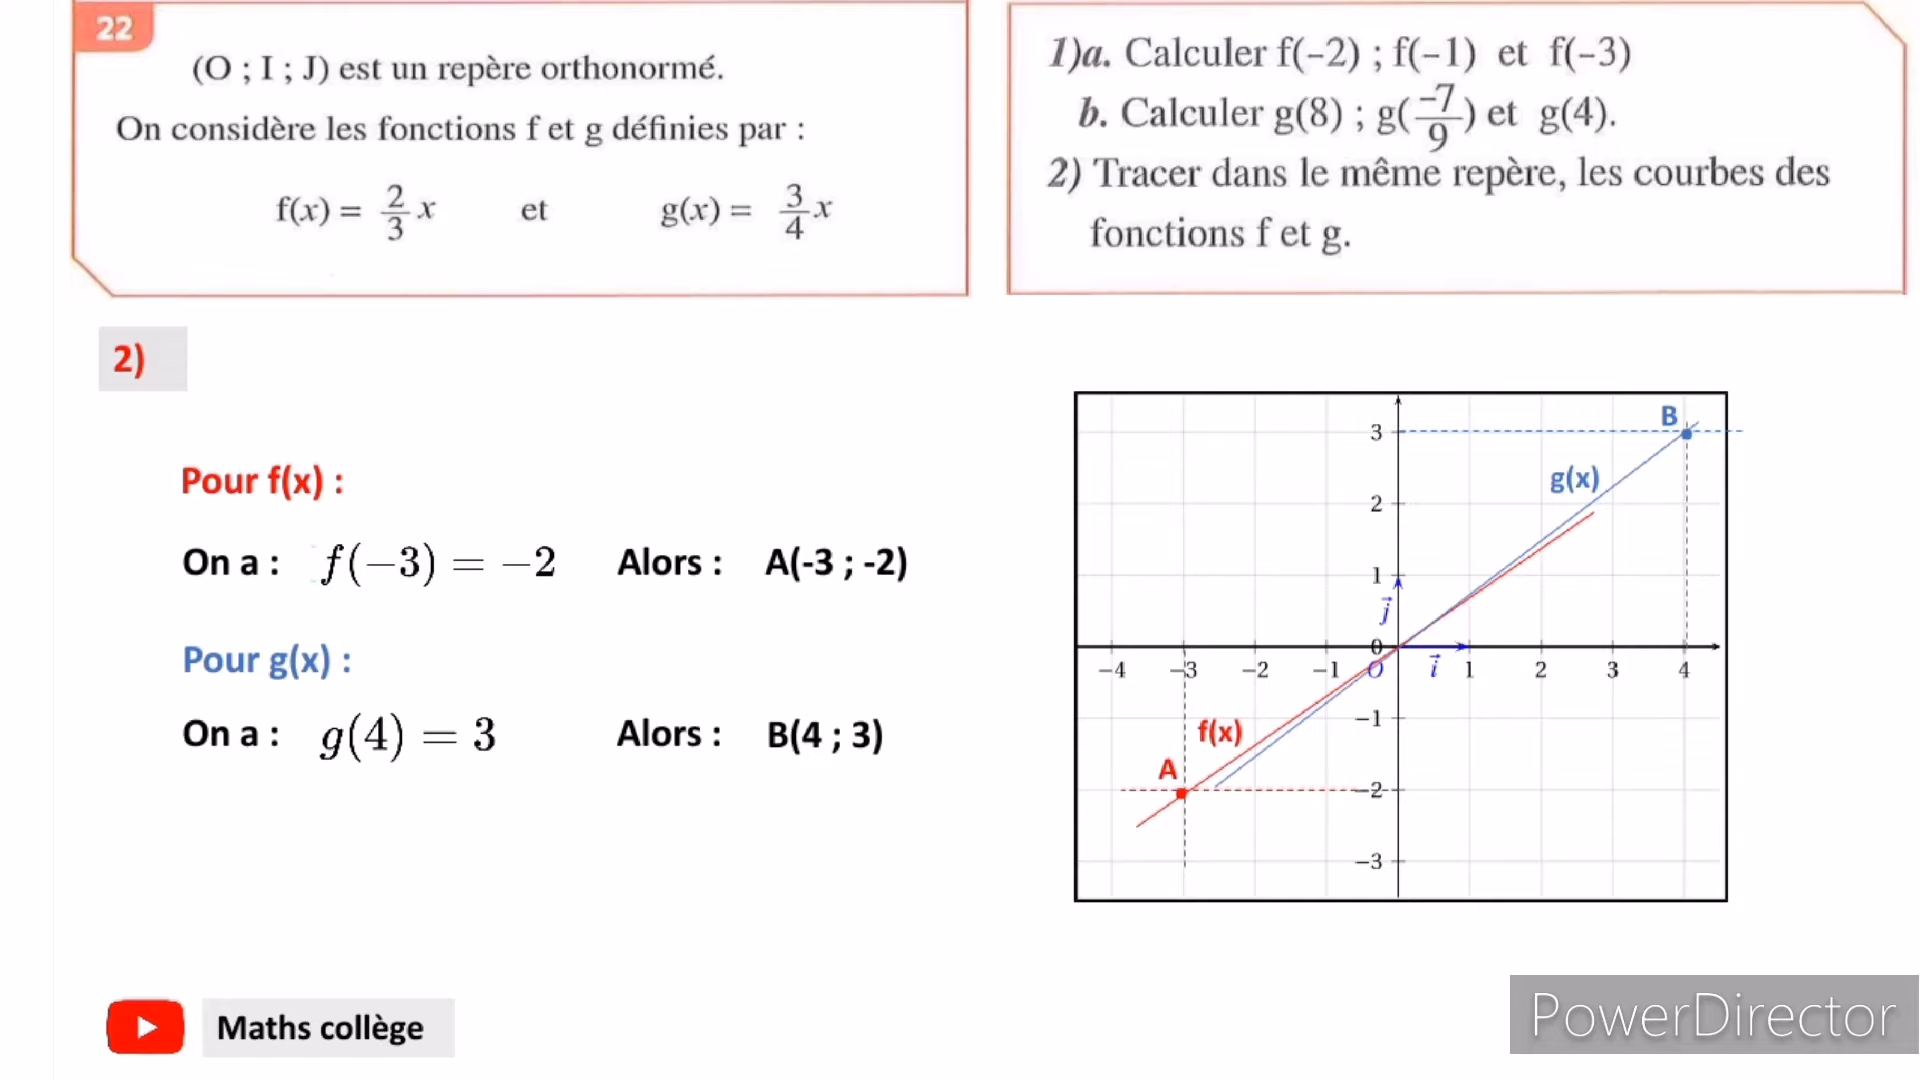 22
(O ; I ; J) est un repère orthonormé.
On considère les fonctions f et g définies par :
f(x) = 2/3 x et g(x) = 3/4 x
1)a. Calculer f(−2) ; f(−1) et f(−3)
b. Calculer g(8) ; g(−7/9) et g(4).
2) Tracer dans le même repère, les courbes des
fonctions f et g.
2)
Pour f(x) :
On a : f(−3) = −2 Alors : A(-3 ; -2)
Pour g(x) :
On a : g(4) = 3 Alors : B(4 ; 3)
B
3
g(x)
2
1
j
0
−4 −3 −2 −1 O i 1 2 3 4
−1
f(x)
A
−2
−3
Maths collège
PowerDirector